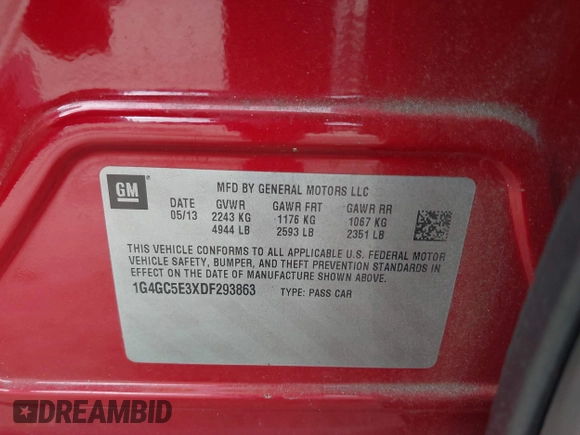 GM
MFD BY GENERAL MOTORS LLC
DATE GVWR GAWR FRT GAWR RR
05/13 2243 KG 1176 KG 1067 KG
4944 LB 2593 LB 2351 LB
THIS VEHICLE CONFORMS TO ALL APPLICABLE U.S. FEDERAL MOTOR
VEHICLE SAFETY, BUMPER, AND THEFT PREVENTION STANDARDS IN
EFFECT ON THE DATE OF MANUFACTURE SHOWN ABOVE.
1G4GC5E3XDF293863 TYPE: PASS CAR
DREAMBID